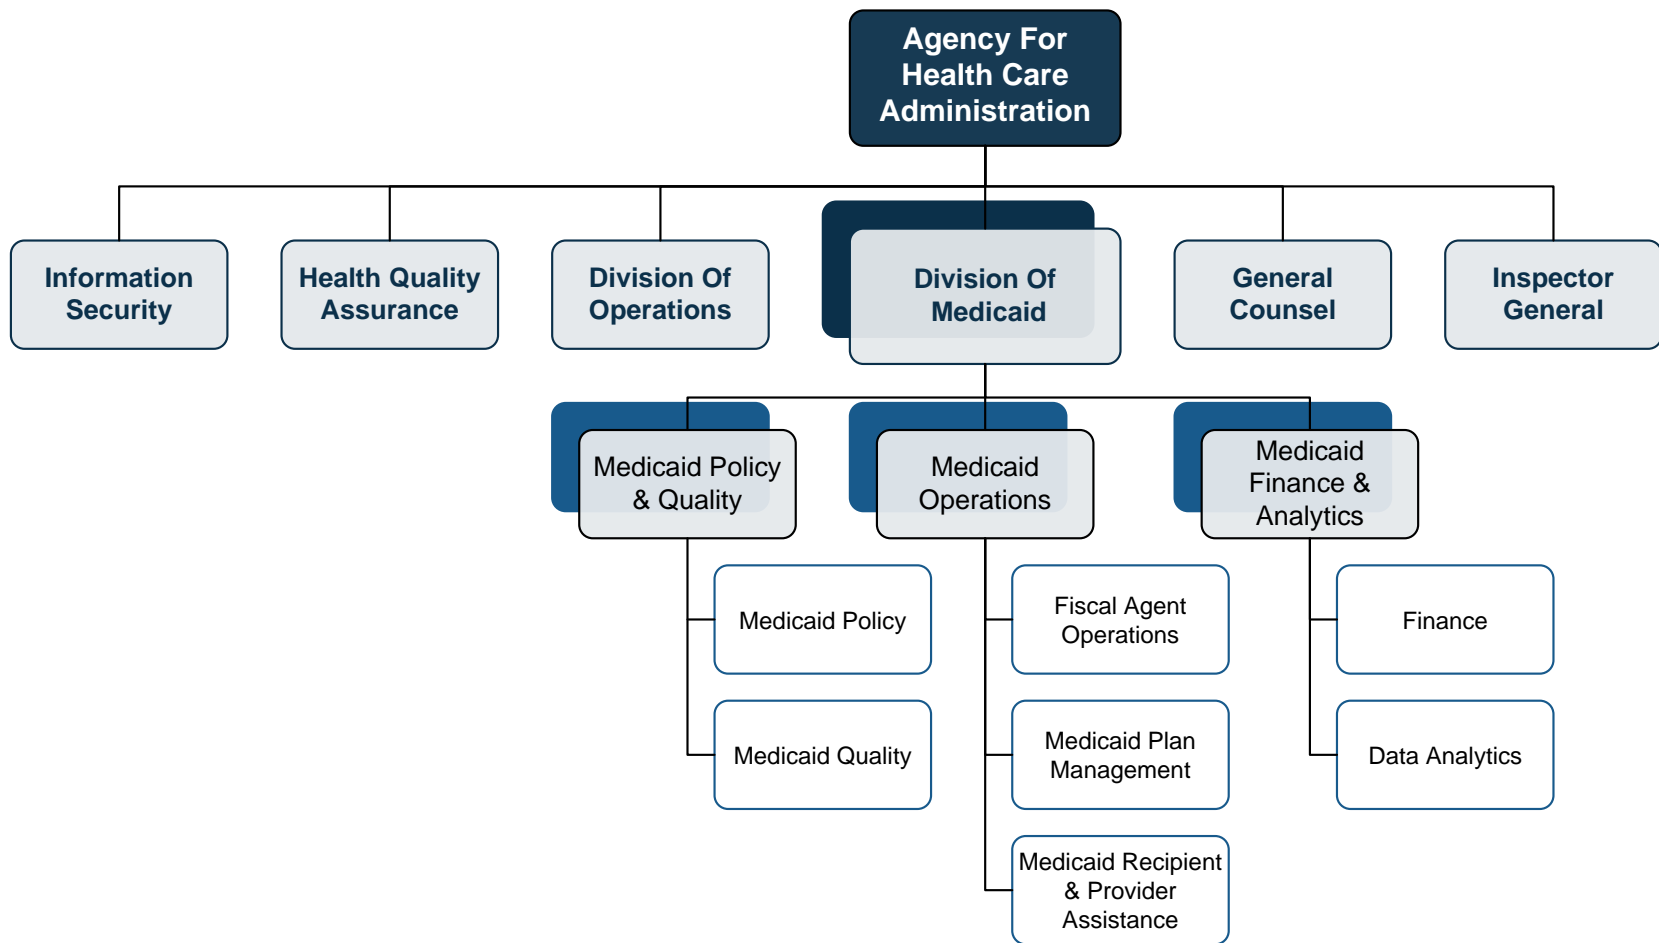 Agency For
Health Care
Administration
Information
Security
Health Quality
Assurance
Division Of
Operations
Division Of
Medicaid
General
Counsel
Inspector
General
Medicaid Policy
& Quality
Medicaid
Operations
Medicaid
Finance &
Analytics
Medicaid Policy
Fiscal Agent
Operations
Finance
Medicaid Quality
Medicaid Plan
Management
Data Analytics
Medicaid Recipient
& Provider
Assistance